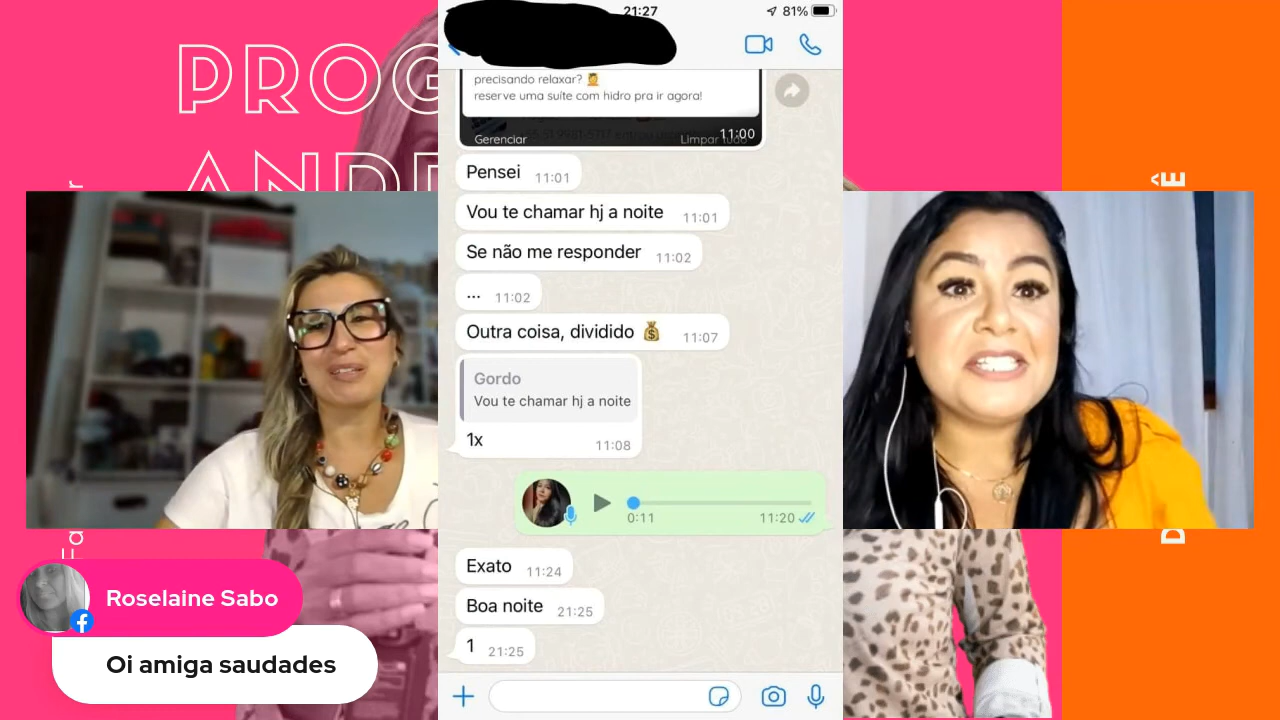 PROG
21:27
81%
precisando relaxar?
reserve uma suíte com hidro pra ir agora!
Gerenciar
Limpar tudo
11:00
Pensei 11:01
Vou te chamar hj a noite 11:01
Se não me responder 11:02
... 11:02
Outra coisa, dividido 💰 11:07
Gordo
Vou te chamar hj a noite
1x 11:08
0:11 11:20
Exato 11:24
Boa noite 21:25
1 21:25
Roselaine Sabo
Oi amiga saudades